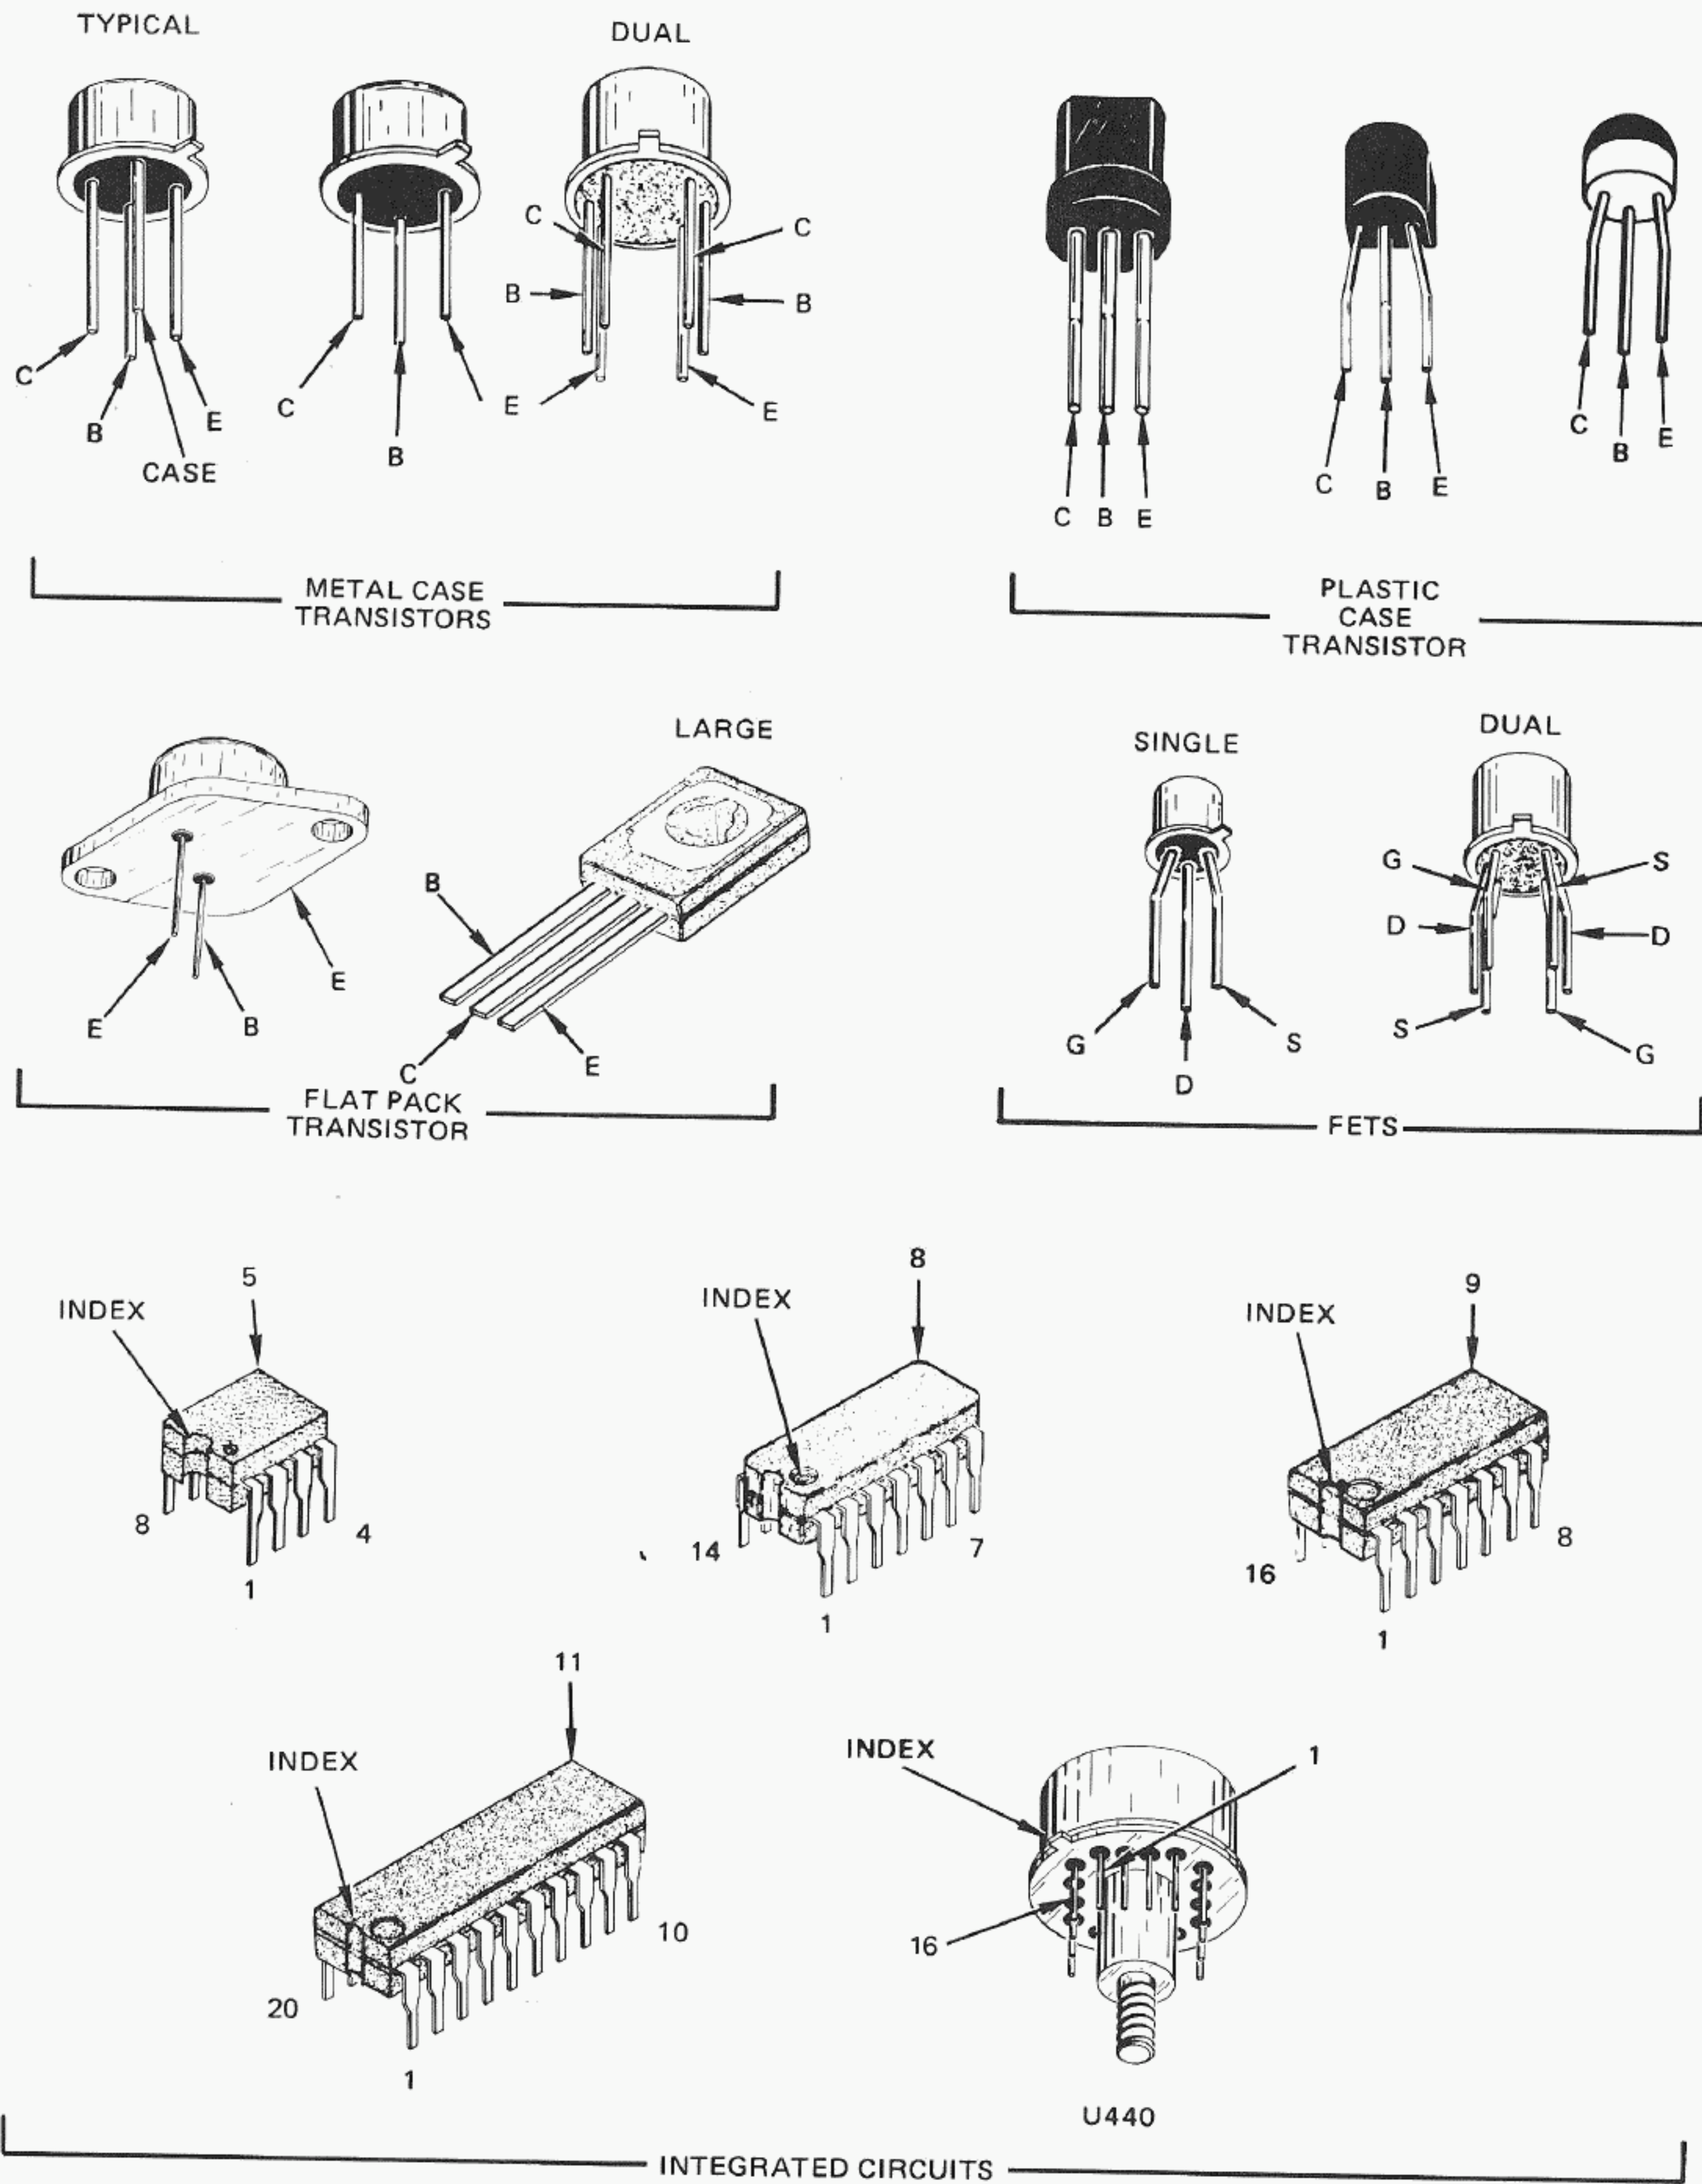 TYPICAL
DUAL
C
B
CASE
E
C
B
E
C
B
E
C
B
E
C
B
E
C
B
E
C
B
E
METAL CASE
TRANSISTORS
PLASTIC
CASE
TRANSISTOR
LARGE
SINGLE
DUAL
E
B
E
B
C
E
G
D
S
G
D
S
S
D
G
FLAT PACK
TRANSISTOR
FETS
INDEX
5
8
1
4
INDEX
8
14
1
7
INDEX
9
16
1
8
INDEX
11
20
1
10
INDEX
1
16
U440
INTEGRATED CIRCUITS